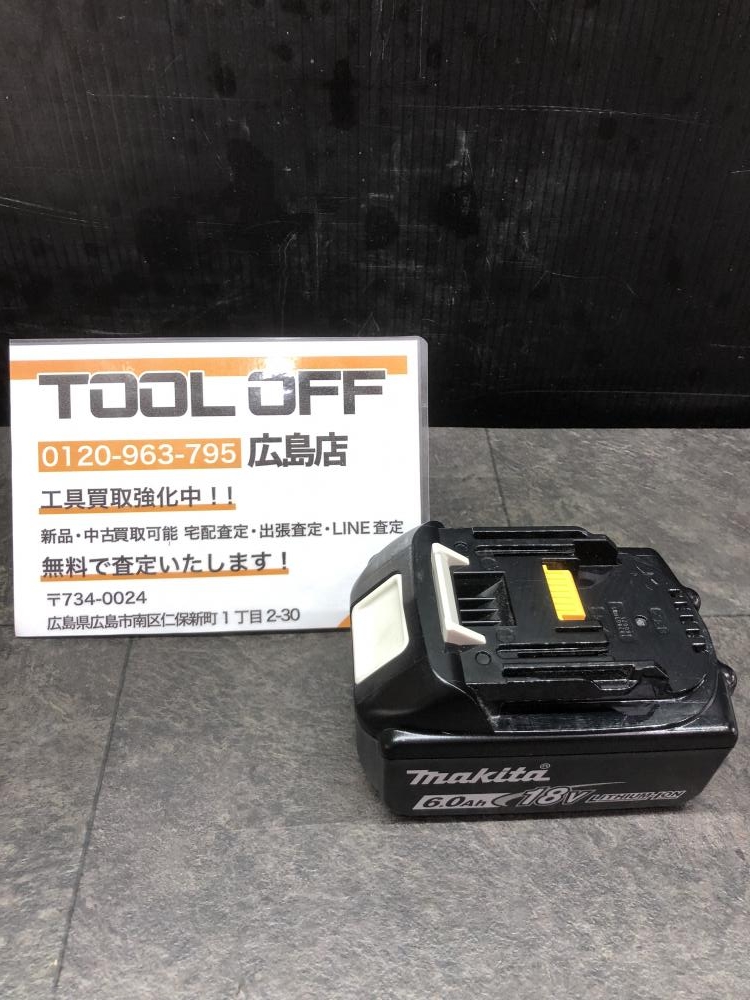 TOOL OFF
0120-963-795 広島店
工具買取強化中！！
新品・中古買取可能 宅配査定・出張査定・LINE査定
無料で査定いたします！
〒734-0024
広島県広島市南区仁保新町１丁目2-30
makita®
6.0Ah 18V LITHIUM-ION